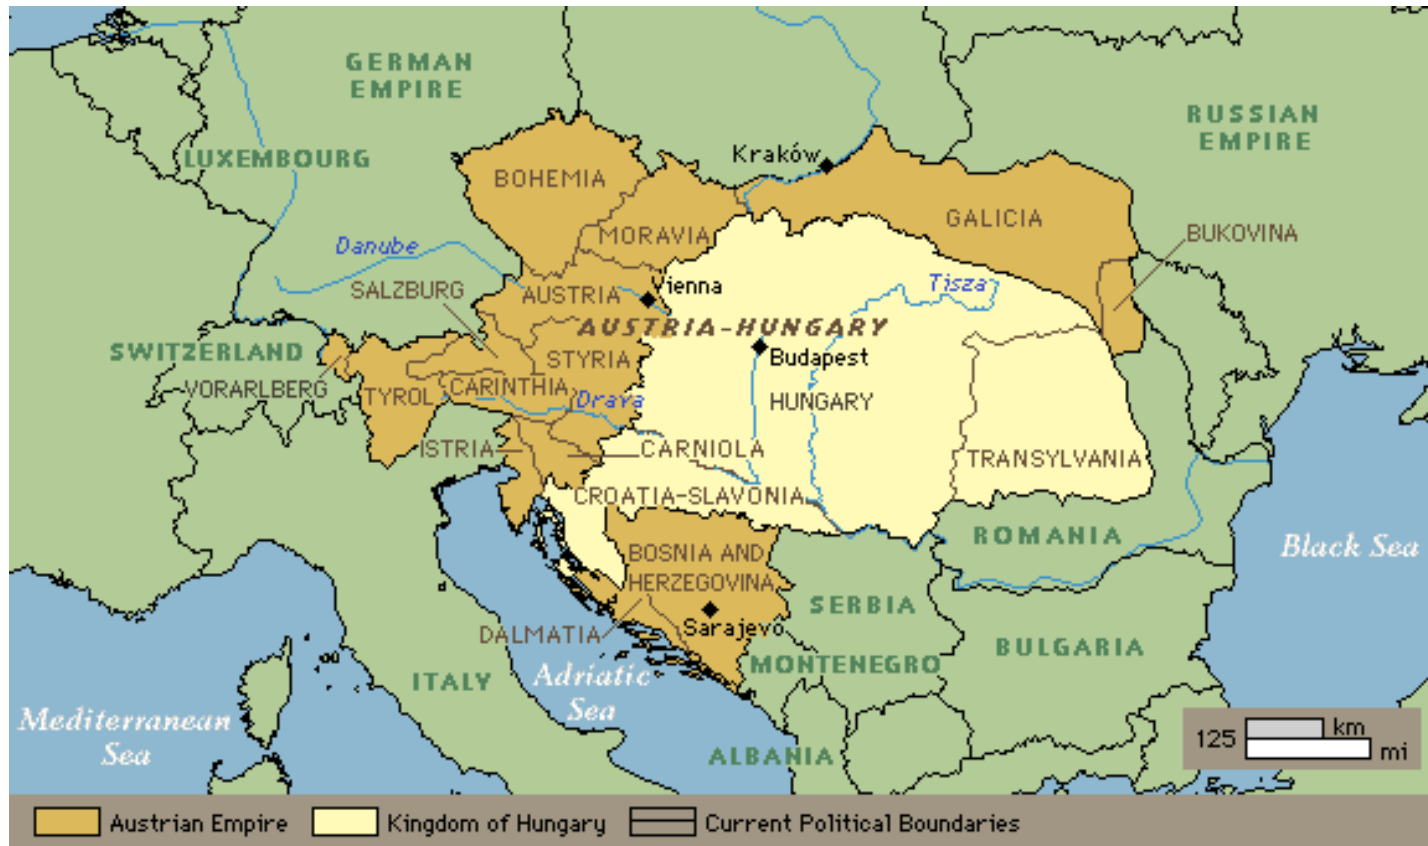 GERMAN
EMPIRE
RUSSIAN
EMPIRE
Kraków
LUXEMBOURG
BOHEMIA
GALICIA
MORAVIA
BUKOVINA
Danube
SALZBURG
AUSTRIA
Vienna
Tisza
AUSTRIA-HUNGARY
SWITZERLAND
STYRIA
Budapest
VORARLBERG
TYROL
CARINTHIA
Drava
HUNGARY
ISTRIA
CARNIOLA
TRANSYLVANIA
CROATIA-SLAVONIA
ROMANIA
Black Sea
BOSNIA AND
HERZEGOVINA
SERBIA
DALMATIA
Sarajevo
BULGARIA
MONTENEGRO
ITALY
Adriatic
Sea
Mediterranean
Sea
ALBANIA
125 km
mi
Austrian Empire Kingdom of Hungary Current Political Boundaries